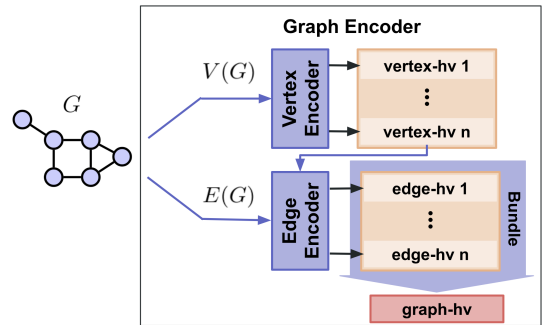 Graph Encoder
G
V(G)
Vertex
Encoder
vertex-hv 1
⋮
vertex-hv n
E(G)
Edge
Encoder
edge-hv 1
⋮
edge-hv n
Bundle
graph-hv